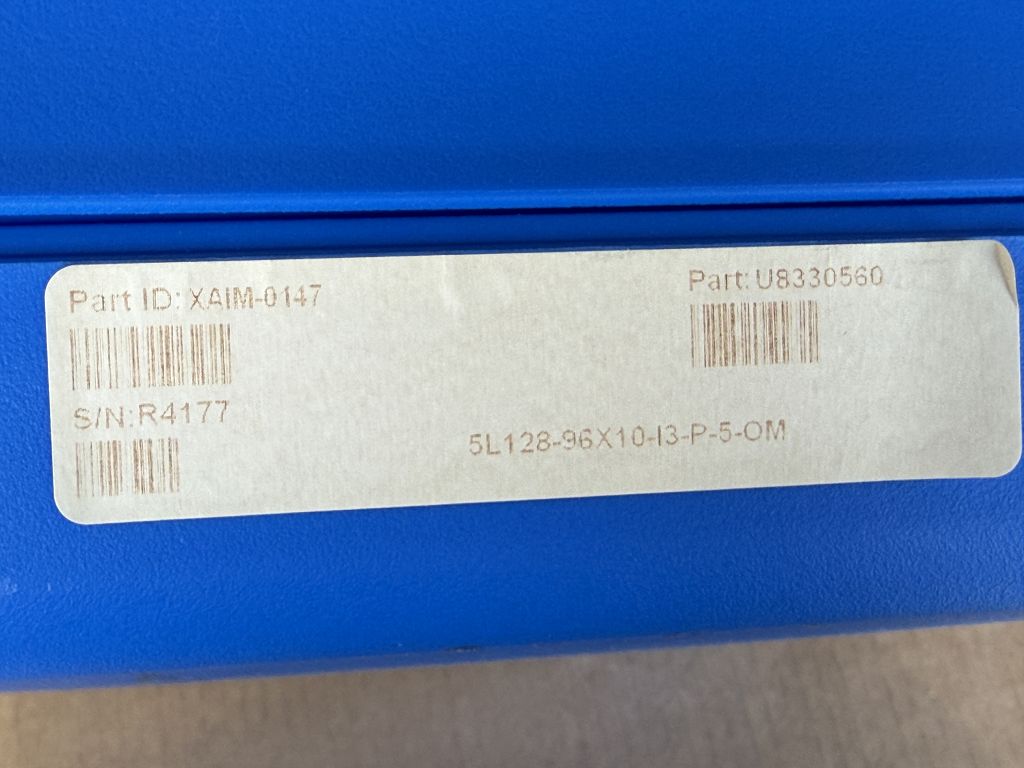 Part ID: XAIM-0147
Part: U8330560
S/N:R4177
5L128-96X10-I3-P-5-OM